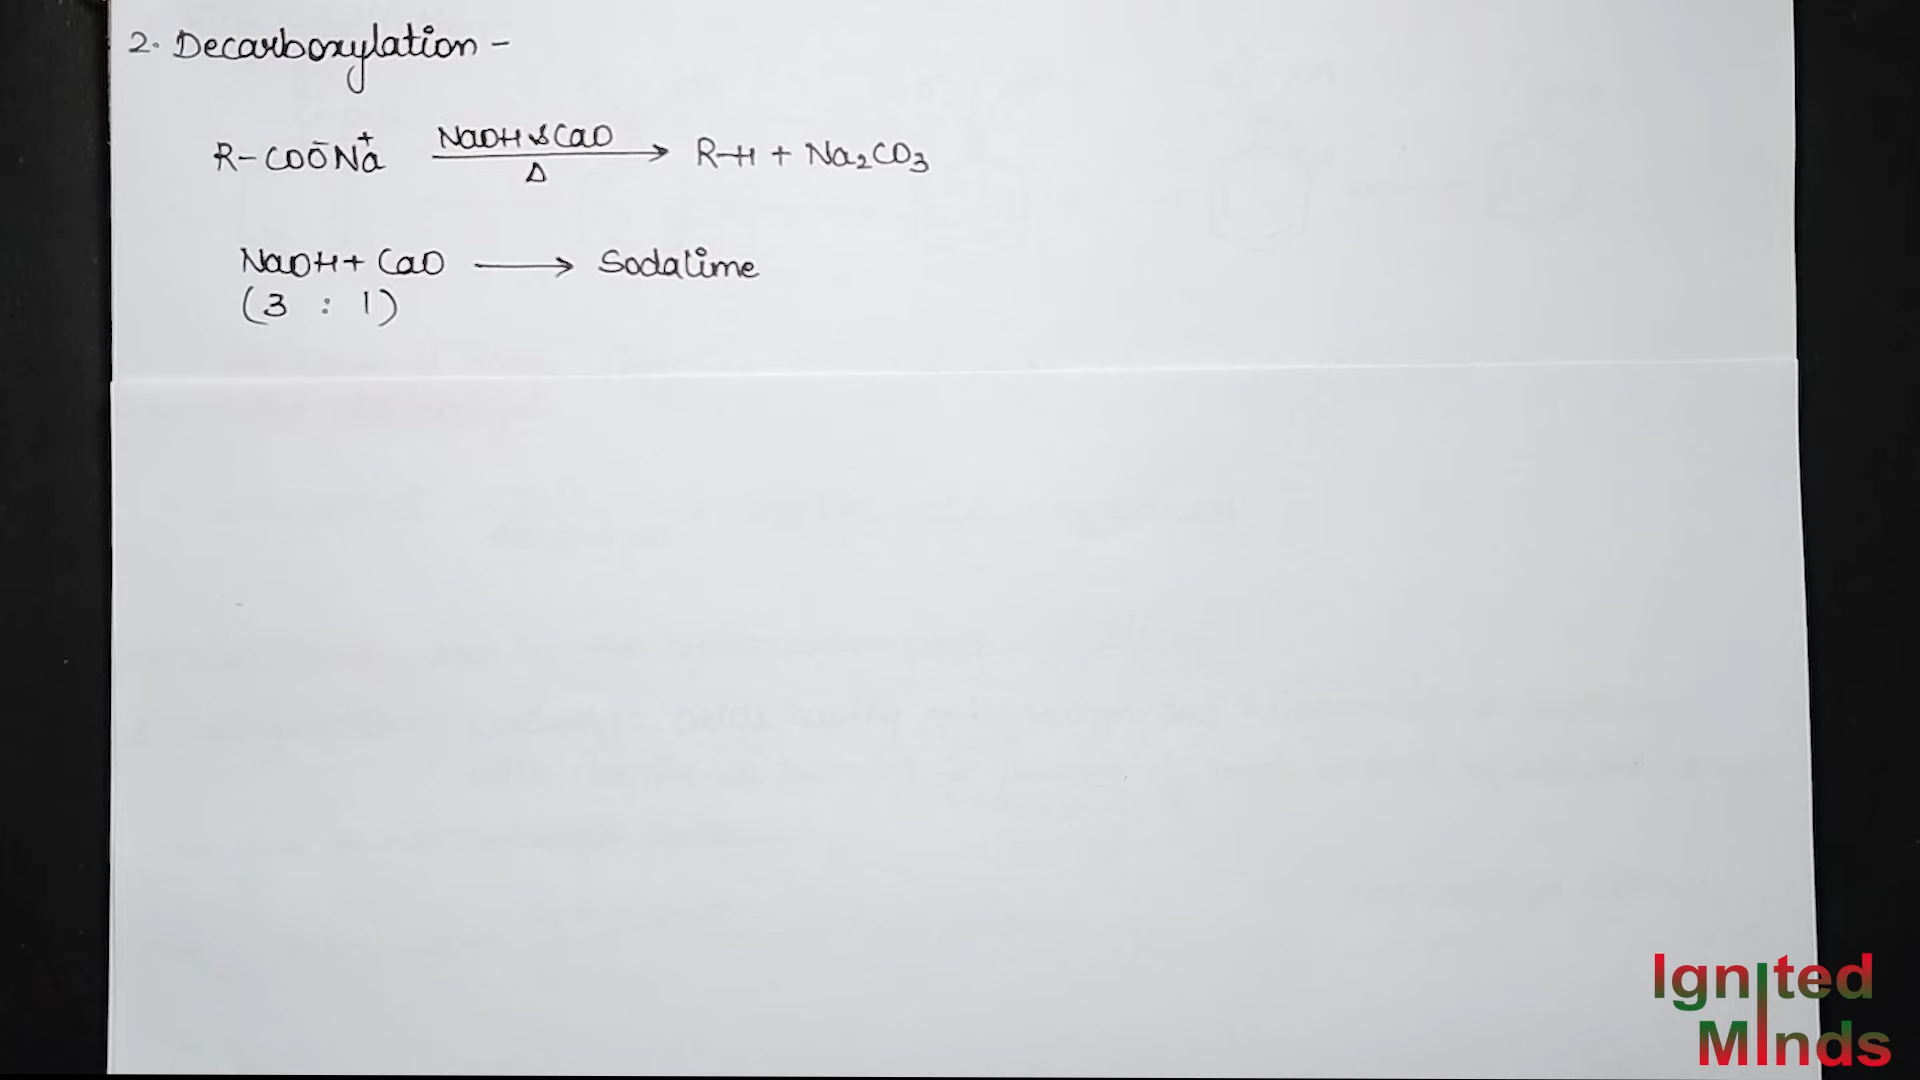 2. Decarboxylation -
R-COO⁻Na⁺ NaOH & CaO / Δ → R-H + Na₂CO₃
NaOH + CaO → Sodalime
(3 : 1)
Ignited
Minds